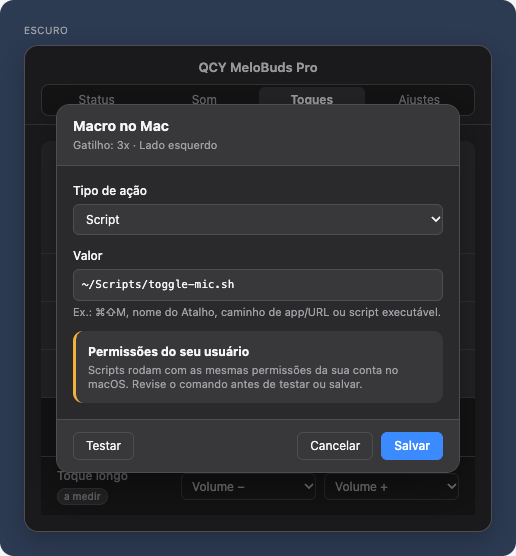 ESCURO
QCY MeloBuds Pro
Status Som Toques Ajustes
Macro no Mac
Gatilho: 3x · Lado esquerdo
Tipo de ação
Script
Valor
~/Scripts/toggle-mic.sh
Ex.: ⌘⇧M, nome do Atalho, caminho de app/URL ou script executável.
Permissões do seu usuário
Scripts rodam com as mesmas permissões da sua conta no
macOS. Revise o comando antes de testar ou salvar.
Testar Cancelar Salvar
Toque longo
a medir
Volume − Volume +